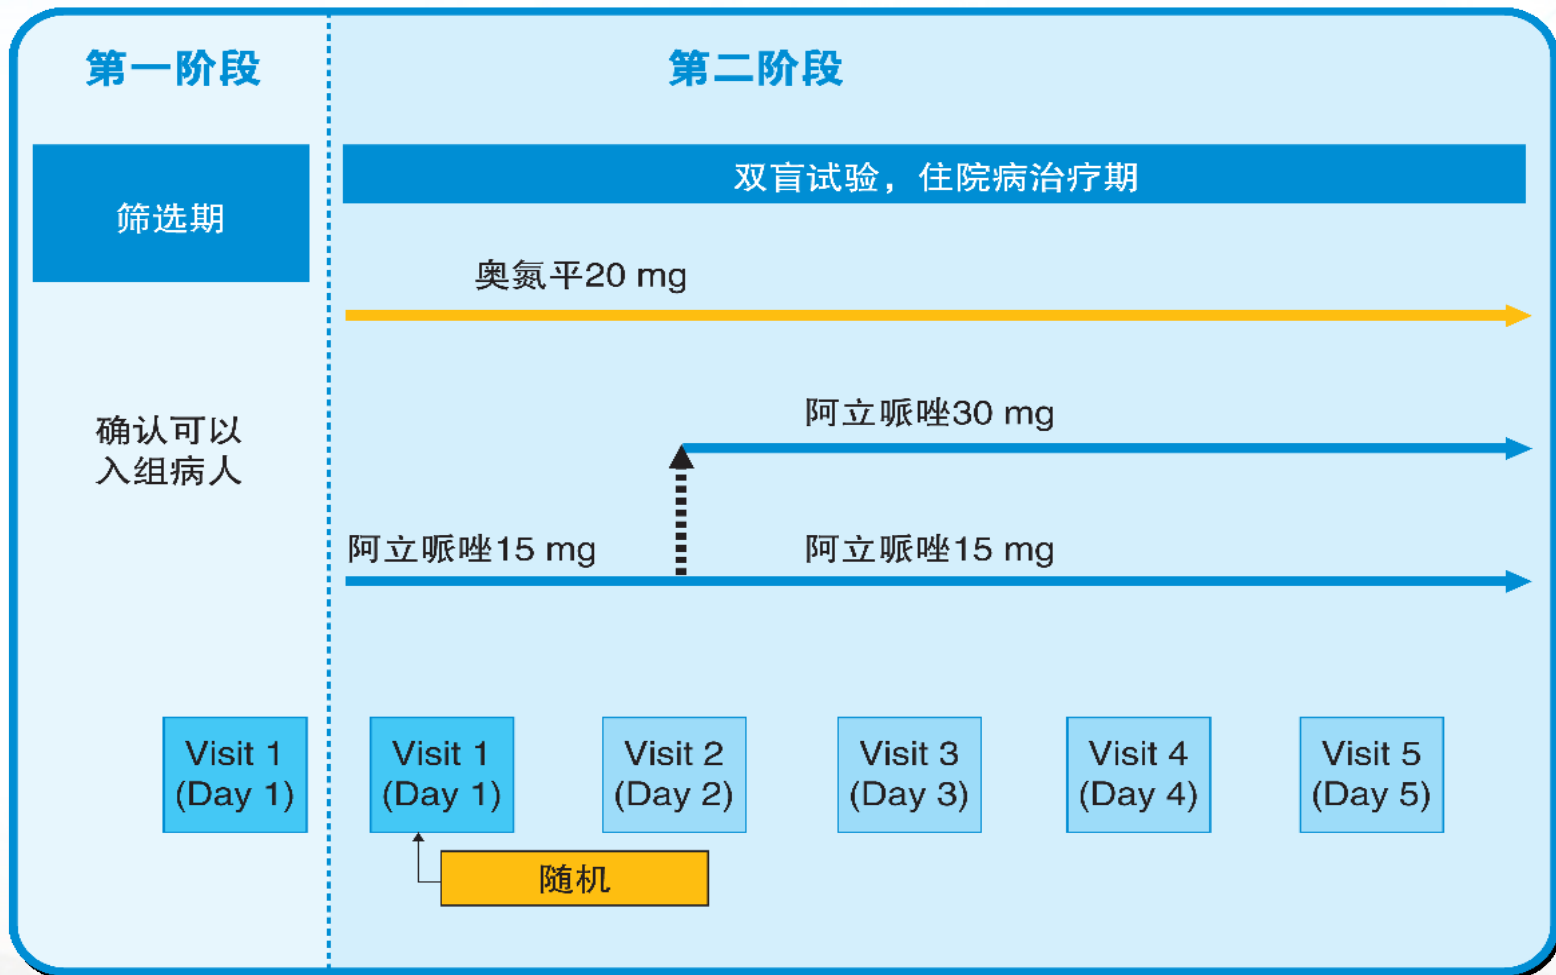 第一阶段
第二阶段
筛选期
双盲试验，住院病治疗期
奥氮平20 mg
确认可以
入组病人
阿立哌唑30 mg
阿立哌唑15 mg
阿立哌唑15 mg
Visit 1
(Day 1)
Visit 1
(Day 1)
Visit 2
(Day 2)
Visit 3
(Day 3)
Visit 4
(Day 4)
Visit 5
(Day 5)
随机